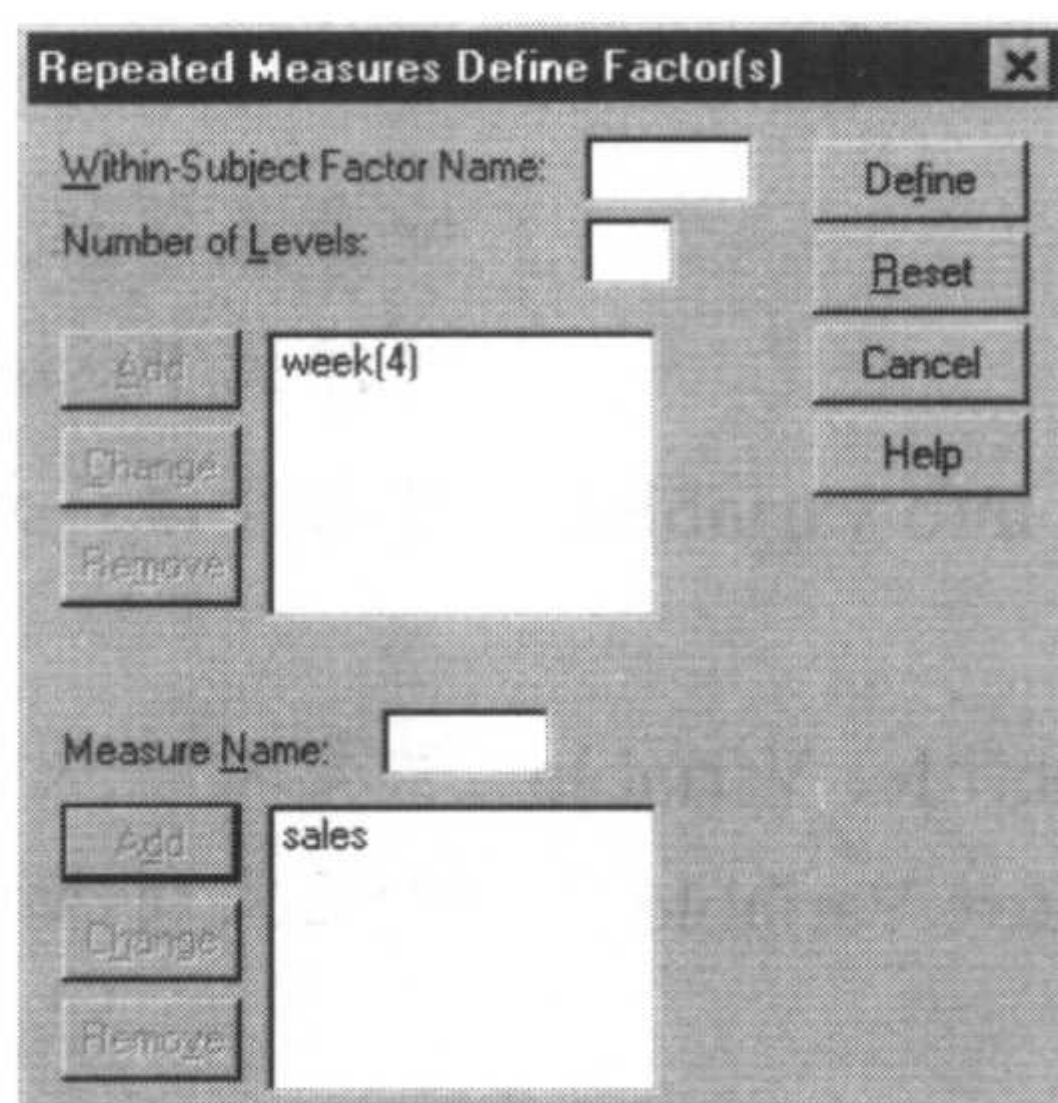 Repeated Measures Define Factor(s)
Within-Subject Factor Name:
Define
Number of Levels:
Reset
Add
week(4)
Cancel
Change
Help
Remove
Measure Name:
Add
sales
Change
Remove